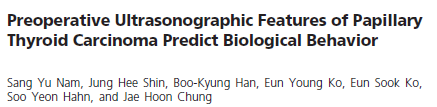 Preoperative Ultrasonographic Features of Papillary
Thyroid Carcinoma Predict Biological Behavior
Sang Yu Nam, Jung Hee Shin, Boo-Kyung Han, Eun Young Ko, Eun Sook Ko,
Soo Yeon Hahn, and Jae Hoon Chung